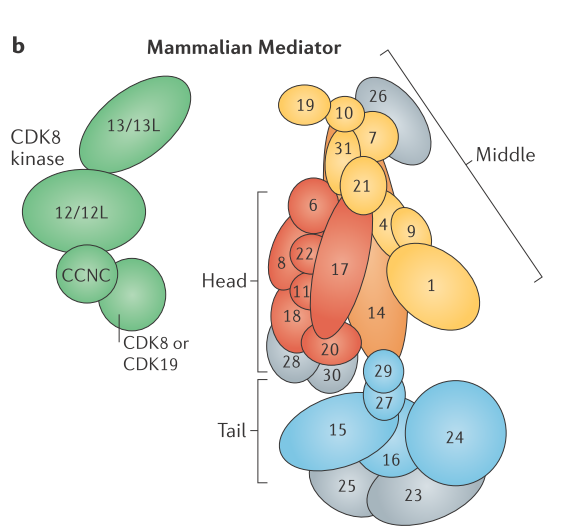 b
Mammalian Mediator
CDK8
kinase
13/13L
12/12L
CCNC
CDK8 or
CDK19
19
10
26
7
31
21
Middle
6
4
9
22
8
17
1
Head
11
18
14
20
28
30
29
27
Tail
15
24
16
25
23